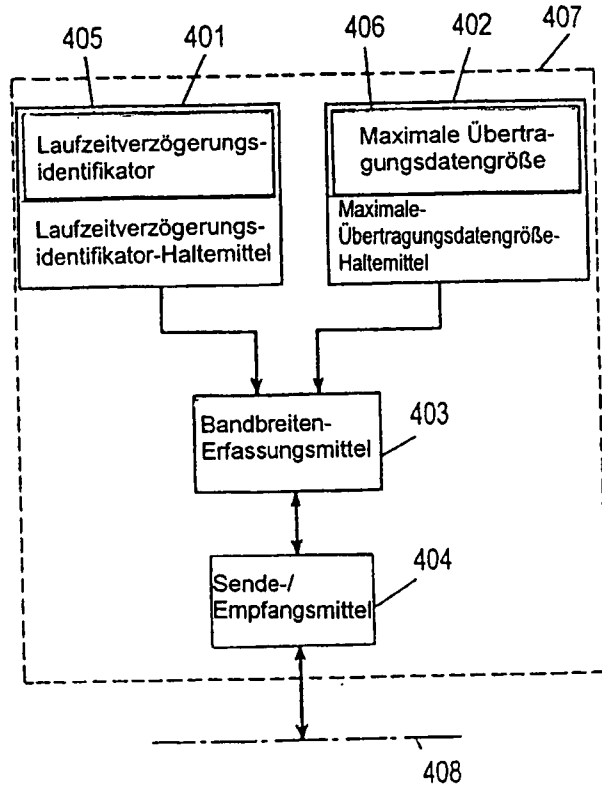 405
401
406
402
407
Laufzeitverzögerungs-
identifikator
Laufzeitverzögerungs-
identifikator-Haltemittel
Maximale Übertra-
gungsdatengröße
Maximale-
Übertragungsdatengröße-
Haltemittel
Bandbreiten-
Erfassungsmittel
403
Sende-/
Empfangsmittel
404
408